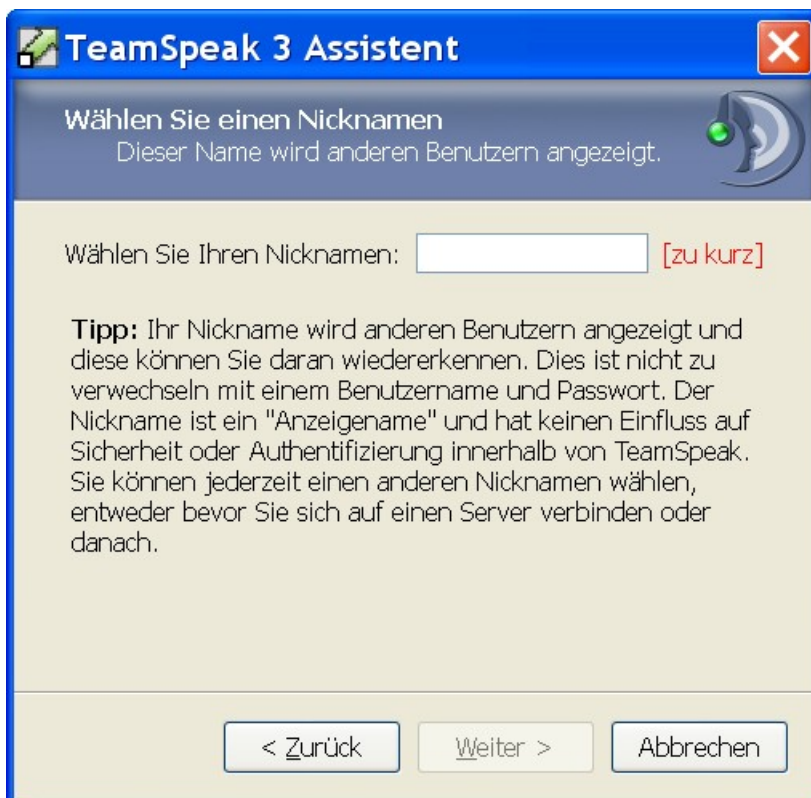 TeamSpeak 3 Assistent
Wählen Sie einen Nicknamen
Dieser Name wird anderen Benutzern angezeigt.
Wählen Sie Ihren Nicknamen: [zu kurz]
Tipp: Ihr Nickname wird anderen Benutzern angezeigt und
diese können Sie daran wiedererkennen. Dies ist nicht zu
verwechseln mit einem Benutzername und Passwort. Der
Nickname ist ein "Anzeigename" und hat keinen Einfluss auf
Sicherheit oder Authentifizierung innerhalb von TeamSpeak.
Sie können jederzeit einen anderen Nicknamen wählen,
entweder bevor Sie sich auf einen Server verbinden oder
danach.
< Zurück Weiter > Abbrechen